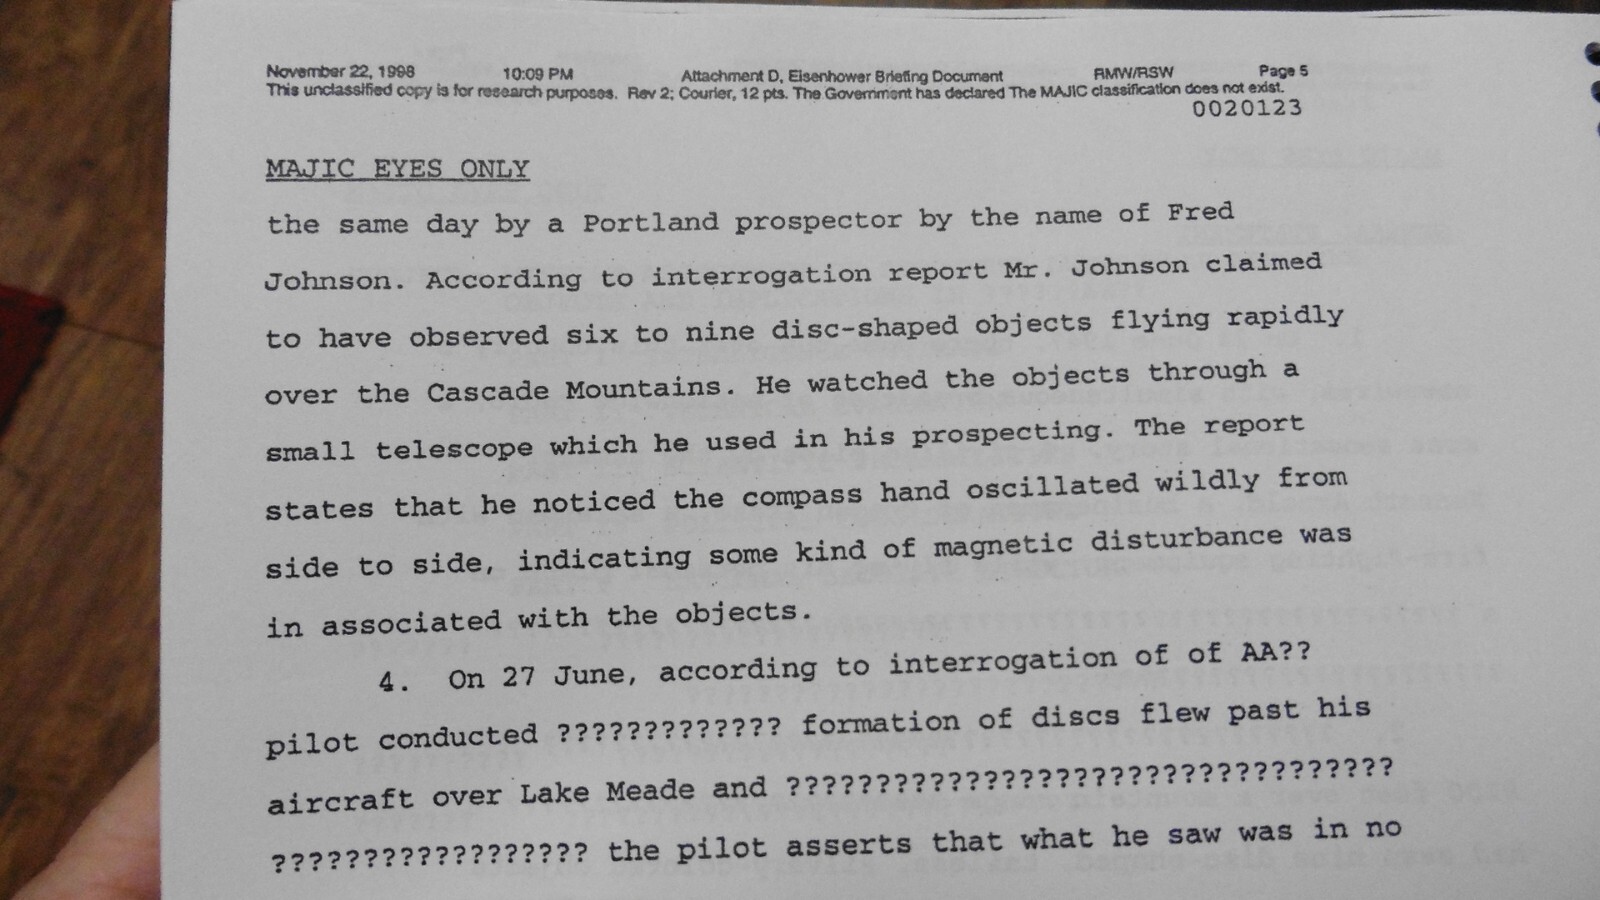 November 22, 1998 10:09 PM Attachment D, Eisenhower Briefing Document RMW/RSW Page 5
This unclassified copy is for research purposes. Rev 2; Courier, 12 pts. The Government has declared The MAJIC classification does not exist.
0020123
MAJIC EYES ONLY
the same day by a Portland prospector by the name of Fred
Johnson. According to interrogation report Mr. Johnson claimed
to have observed six to nine disc-shaped objects flying rapidly
over the Cascade Mountains. He watched the objects through a
small telescope which he used in his prospecting. The report
states that he noticed the compass hand oscillated wildly from
side to side, indicating some kind of magnetic disturbance was
in associated with the objects.
4. On 27 June, according to interrogation of of AA??
pilot conducted ????????????? formation of discs flew past his
aircraft over Lake Meade and ??????????????????????????????????
?????????????????? the pilot asserts that what he saw was in no